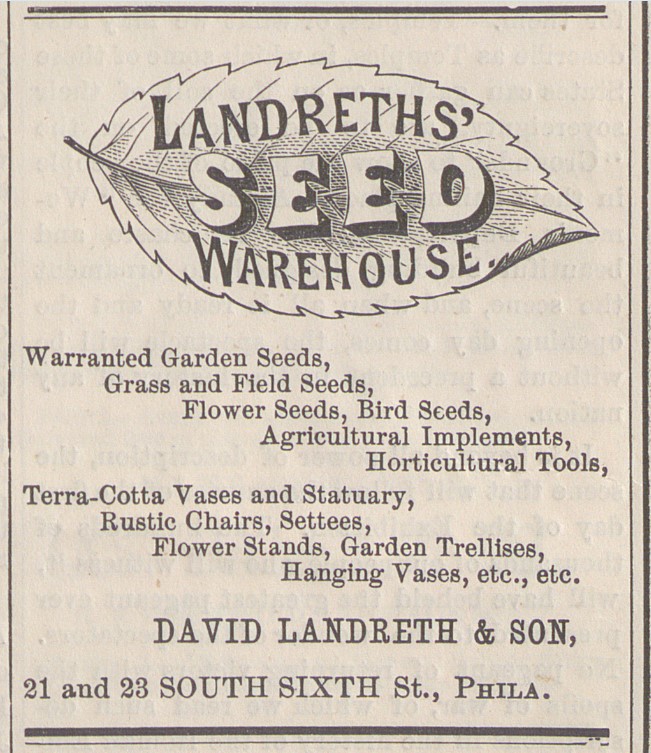 LANDRETHS'
SEED
WAREHOUSE.
Warranted Garden Seeds,
Grass and Field Seeds,
Flower Seeds, Bird Seeds,
Agricultural Implements,
Horticultural Tools,
Terra-Cotta Vases and Statuary,
Rustic Chairs, Settees,
Flower Stands, Garden Trellises,
Hanging Vases, etc., etc.
DAVID LANDRETH & SON,
21 and 23 SOUTH SIXTH St., PHILA.